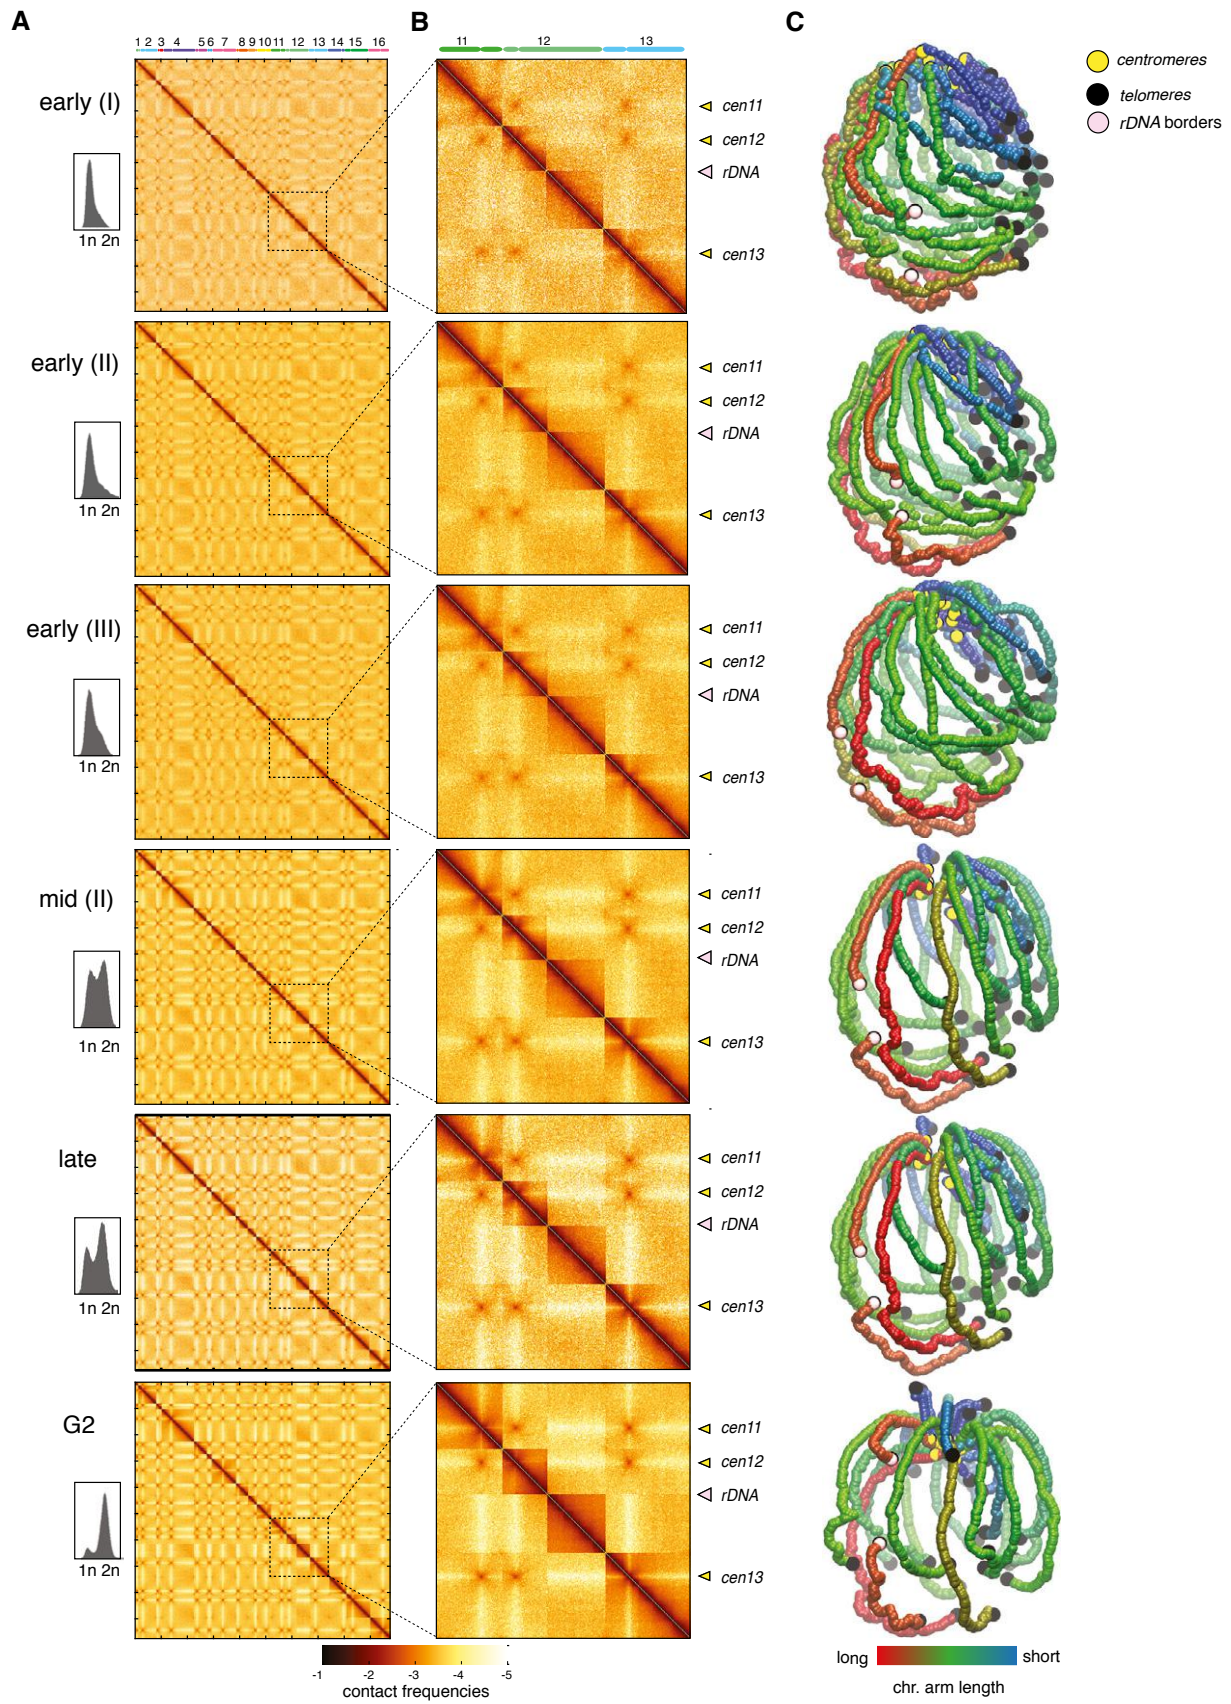 A
B
C
1 2 3 4 5 6 7 8 9 10 11 12 13 14 15 16
11 12 13
centromeres
telomeres
rDNA borders
early (I)
1n 2n
cen11
cen12
rDNA
cen13
early (II)
1n 2n
cen11
cen12
rDNA
cen13
early (III)
1n 2n
cen11
cen12
rDNA
cen13
mid (II)
1n 2n
cen11
cen12
rDNA
cen13
late
1n 2n
cen11
cen12
rDNA
cen13
G2
1n 2n
cen11
cen12
rDNA
cen13
-1 -2 -3 -4 -5
contact frequencies
long short
chr. arm length